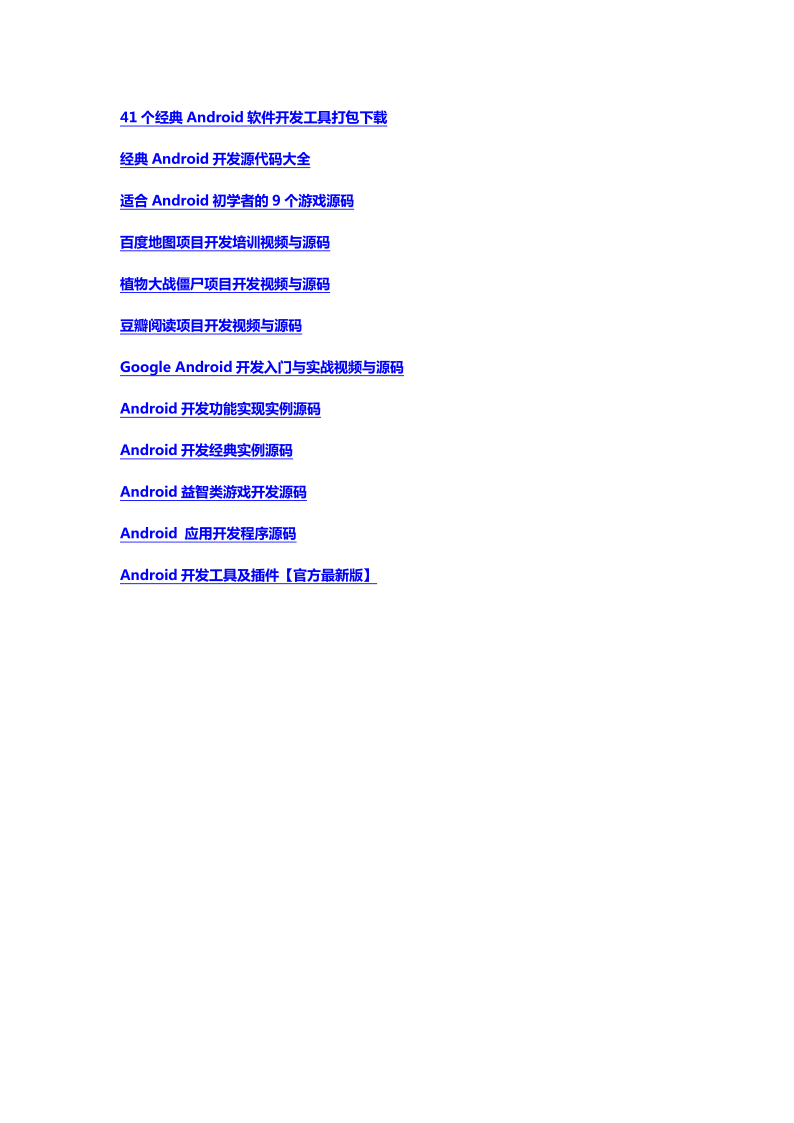 41 个经典 Android 软件开发工具打包下载
经典 Android 开发源代码大全
适合 Android 初学者的 9 个游戏源码
百度地图项目开发培训视频与源码
植物大战僵尸项目开发视频与源码
豆瓣阅读项目开发视频与源码
Google Android 开发入门与实战视频与源码
Android 开发功能实现实例源码
Android 开发经典实例源码
Android 益智类游戏开发源码
Android 应用开发程序源码
Android 开发工具及插件【官方最新版】